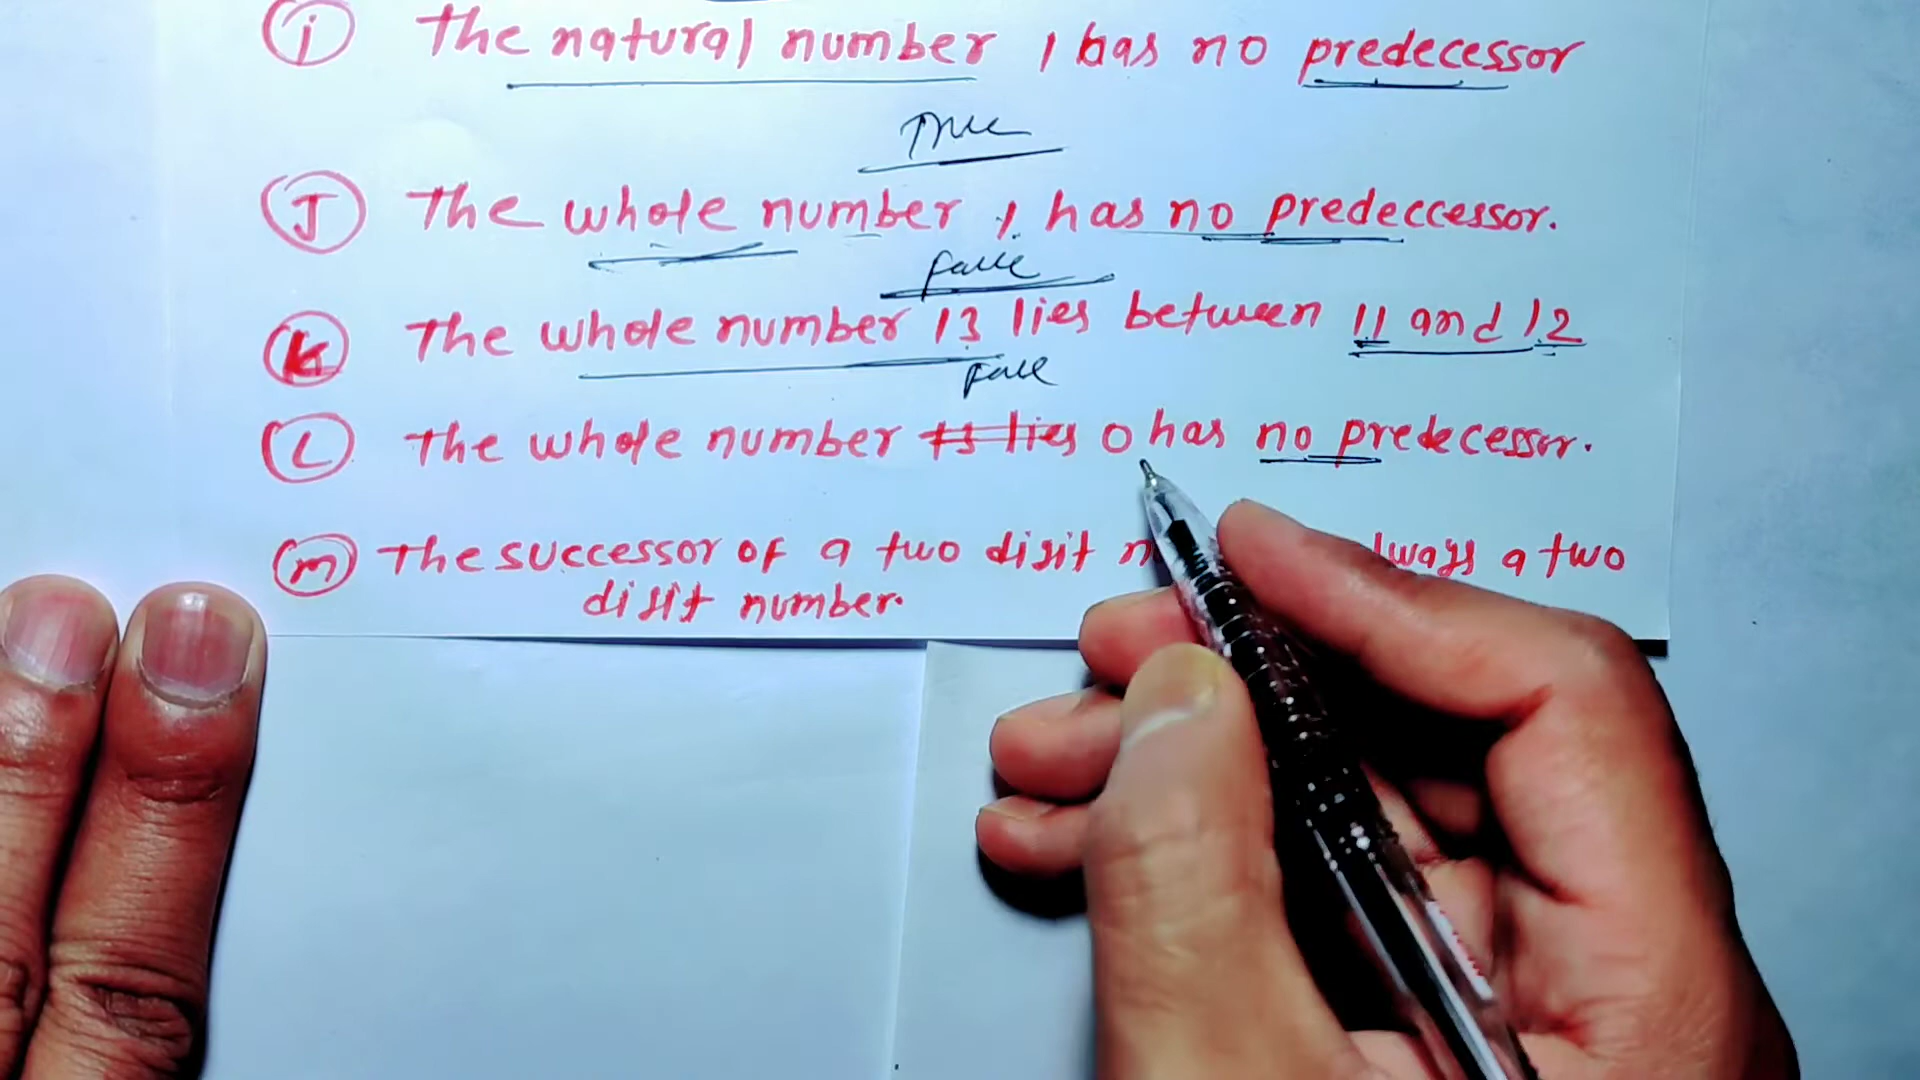 (i) The natural number 1 has no predecessor
True
(J) The whole number 1 has no predeccessor.
False
(k) The whole number 13 lies between 11 and 12
False
(L) The whole number 13 lies 0 has no predecessor.
(m) The successor of a two digit always a two
digit number.